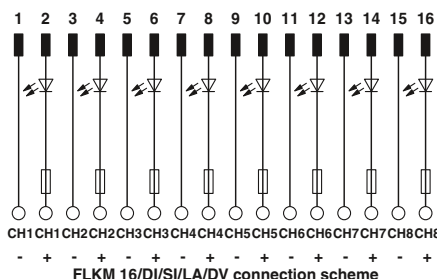 1 2 3 4 5 6 7 8 9 10 11 12 13 14 15 16
CH1 CH1 CH2 CH2 CH3 CH3 CH4 CH4 CH5 CH5 CH6 CH6 CH7 CH7 CH8 CH8
- + - + - + - + - + - + - + - +
FLKM 16/DI/SI/LA/DV connection scheme